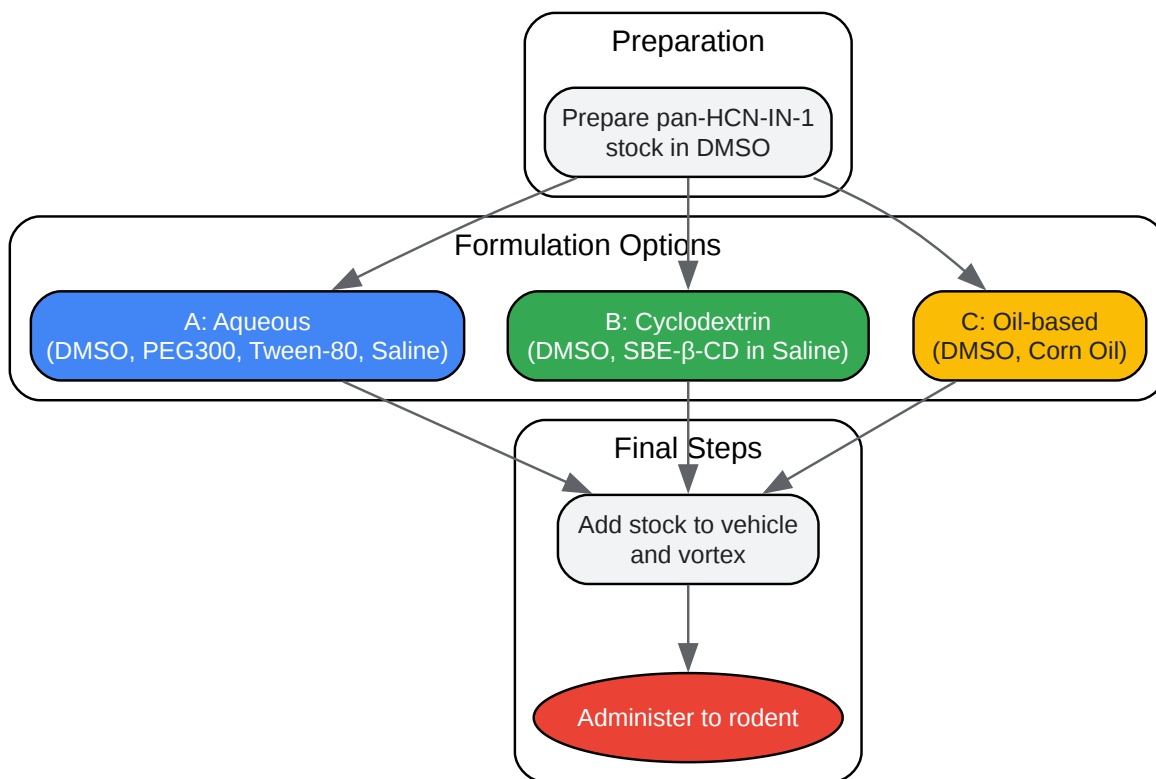 Preparation
Prepare pan-HCN-IN-1
stock in DMSO
Formulation Options
A: Aqueous
(DMSO, PEG300, Tween-80, Saline)
B: Cyclodextrin
(DMSO, SBE-β-CD in Saline)
C: Oil-based
(DMSO, Corn Oil)
Final Steps
Add stock to vehicle
and vortex
Administer to rodent